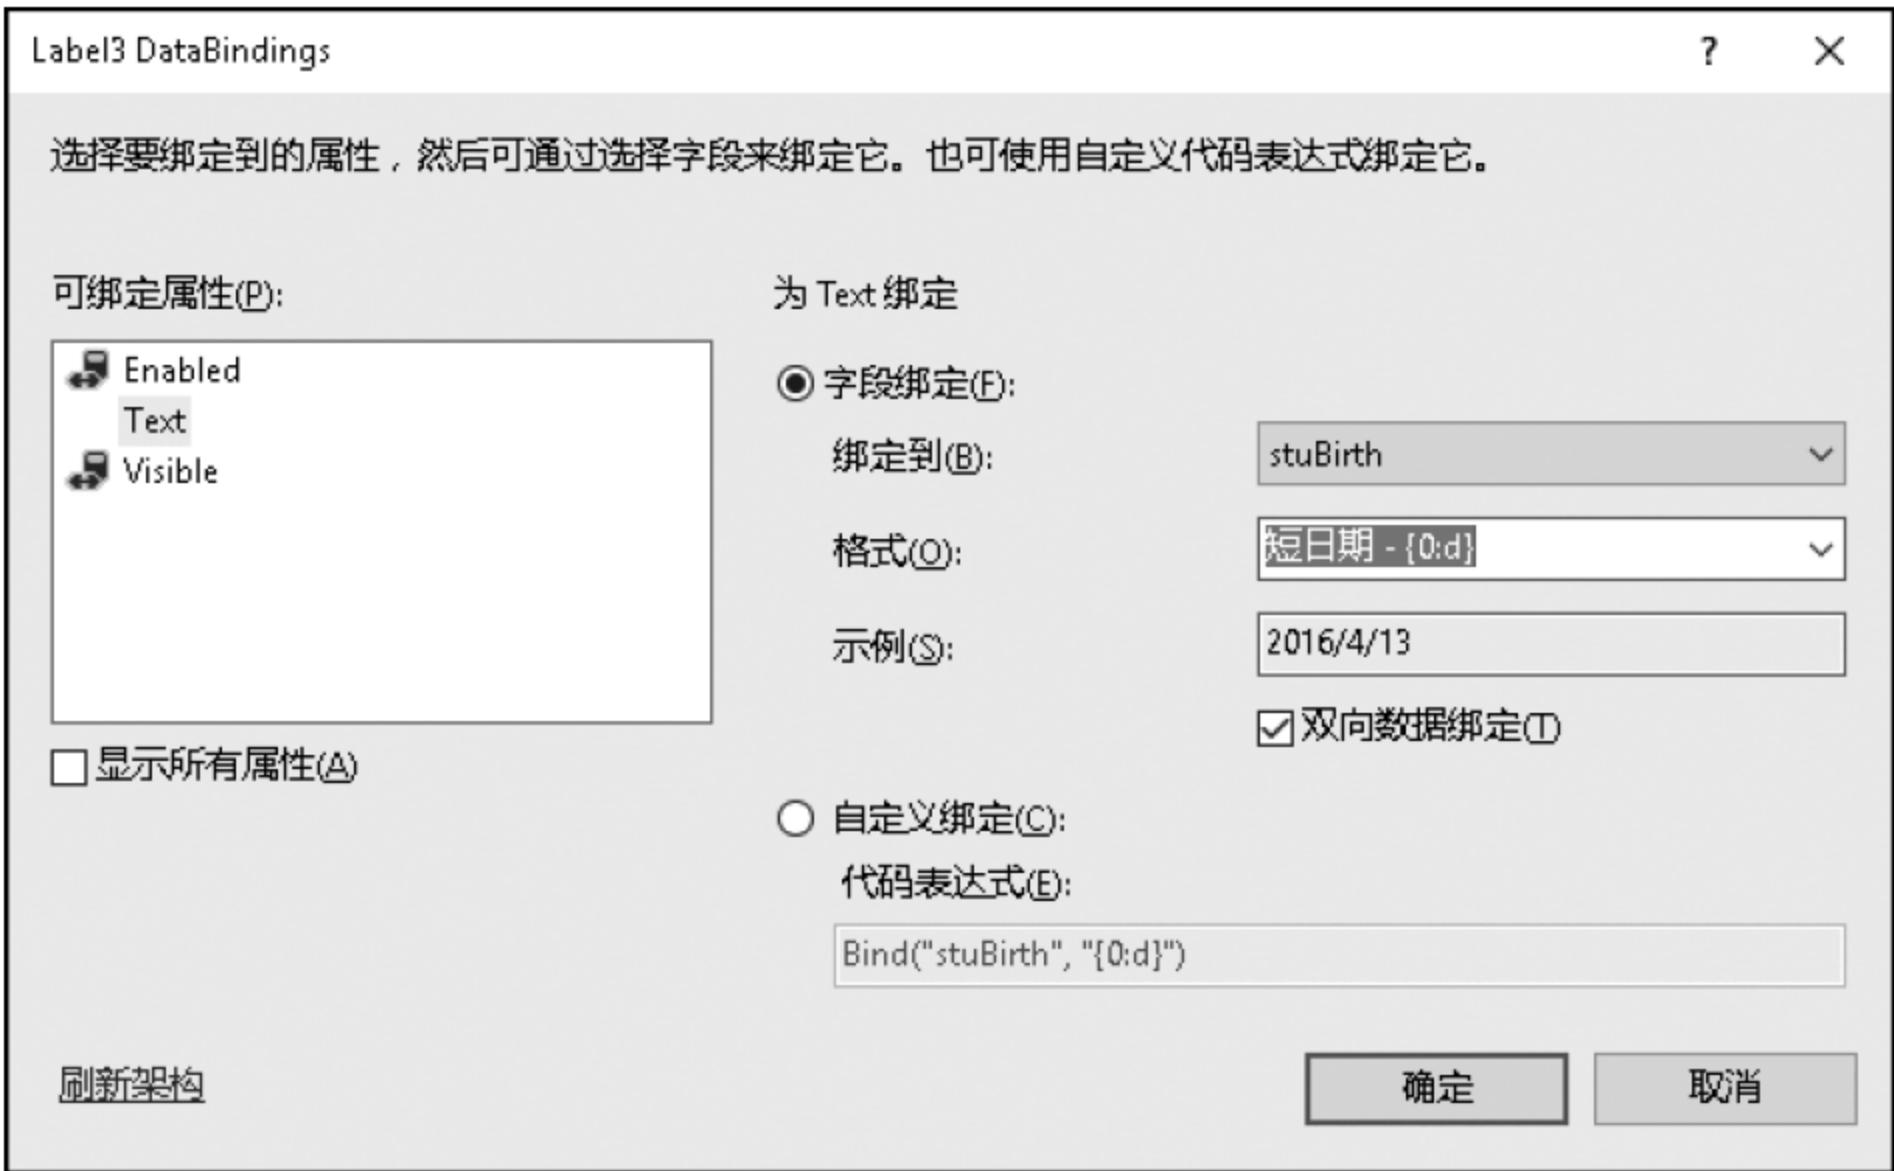 Label3 DataBindings
?
选择要绑定到的属性，然后可通过选择字段来绑定它。也可使用自定义代码表达式绑定它。
可绑定属性(P):
Enabled
Text
Visible
显示所有属性(A)
为 Text 绑定
字段绑定(F):
绑定到(B):
stuBirth
格式(O):
短日期 - {0:d}
示例(S):
2016/4/13
双向数据绑定(T)
自定义绑定(C):
代码表达式(E):
Bind("stuBirth", "{0:d}")
刷新架构
确定
取消